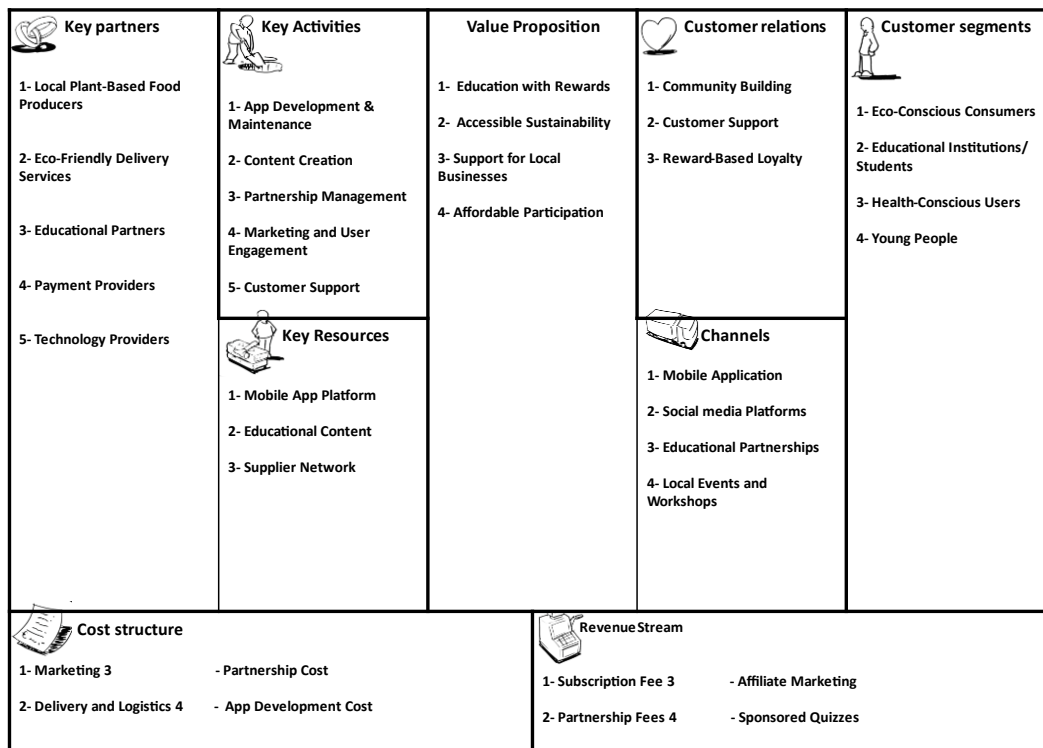 Key partners
1- Local Plant-Based Food
Producers
2- Eco-Friendly Delivery
Services
3- Educational Partners
4- Payment Providers
5- Technology Providers
Key Activities
1- App Development &
Maintenance
2- Content Creation
3- Partnership Management
4- Marketing and User
Engagement
5- Customer Support
Key Resources
1- Mobile App Platform
2- Educational Content
3- Supplier Network
Value Proposition
1- Education with Rewards
2- Accessible Sustainability
3- Support for Local
Businesses
4- Affordable Participation
Customer relations
1- Community Building
2- Customer Support
3- Reward-Based Loyalty
Channels
1- Mobile Application
2- Social media Platforms
3- Educational Partnerships
4- Local Events and
Workshops
Customer segments
1- Eco-Conscious Consumers
2- Educational Institutions/
Students
3- Health-Conscious Users
4- Young People
Cost structure
1- Marketing 3 - Partnership Cost
2- Delivery and Logistics 4 - App Development Cost
Revenue Stream
1- Subscription Fee 3 - Affiliate Marketing
2- Partnership Fees 4 - Sponsored Quizzes